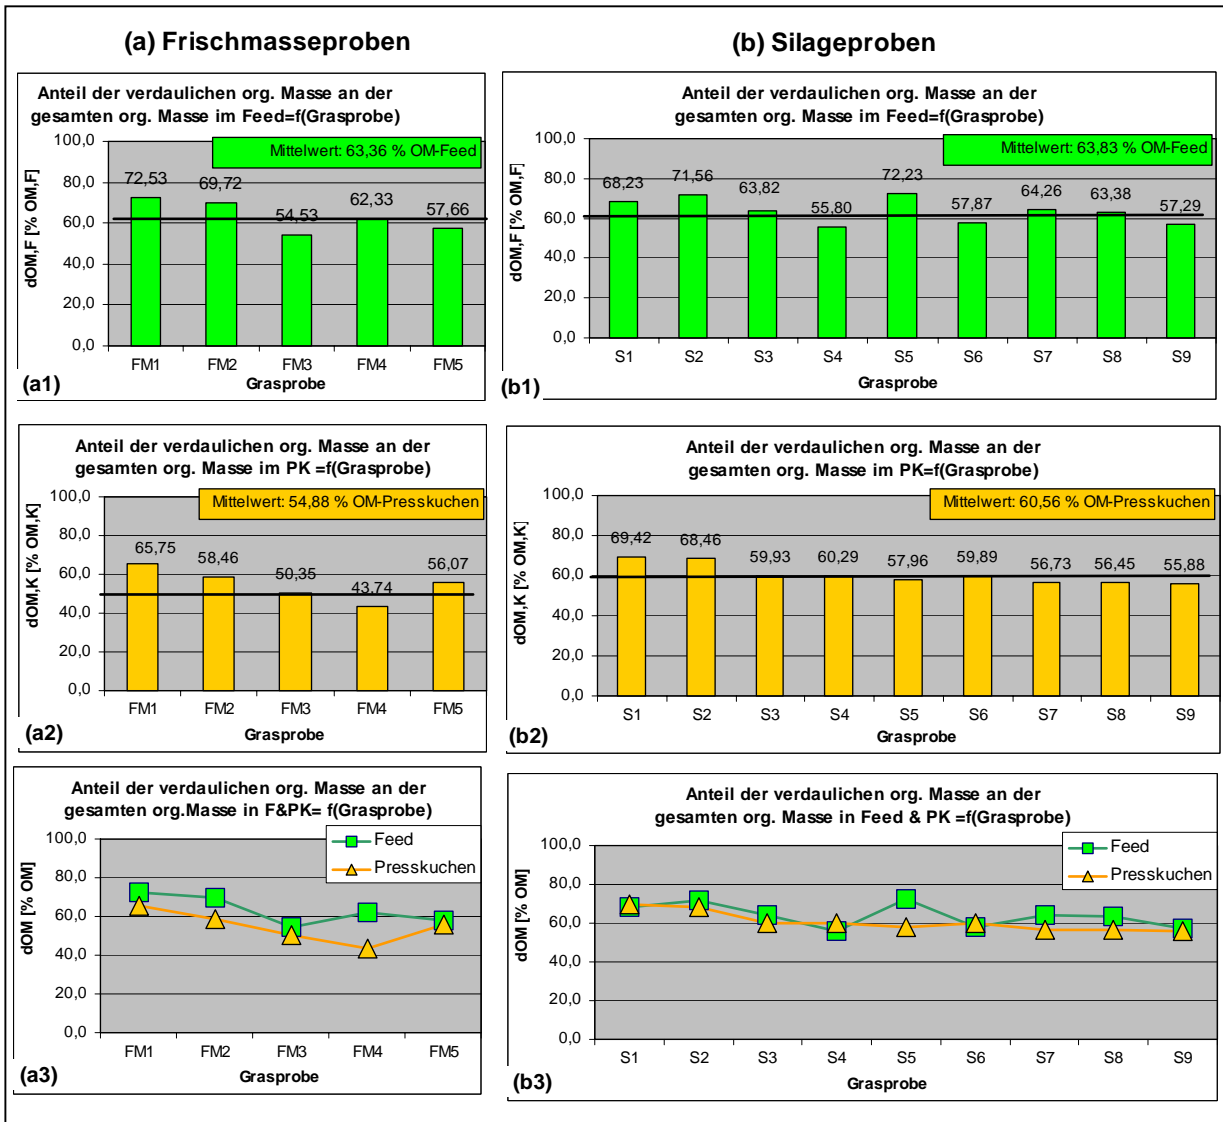 (a) Frischmasseproben
(b) Silageproben
Anteil der verdaulichen org. Masse an der
gesamten org. Masse im Feed=f(Grasprobe)
Mittelwert: 63,36 % OM-Feed
dOM,F [% OM,F]
100,0
80,0
60,0
40,0
20,0
0,0
72,53
69,72
54,53
62,33
57,66
FM1
FM2
FM3
FM4
FM5
Grasprobe
(a1)
Anteil der verdaulichen org. Masse an der
gesamten org. Masse im Feed=f(Grasprobe)
Mittelwert: 63,83 % OM-Feed
dOM,F [% OM,F]
100,0
80,0
60,0
40,0
20,0
0,0
68,23
71,56
63,82
55,80
72,23
57,87
64,26
63,38
57,29
S1
S2
S3
S4
S5
S6
S7
S8
S9
Grasprobe
(b1)
Anteil der verdaulichen org. Masse an der
gesamten org. Masse im PK =f(Grasprobe)
Mittelwert: 54,88 % OM-Presskuchen
dOM,K [% OM,K]
100,0
80,0
60,0
40,0
20,0
0,0
65,75
58,46
50,35
43,74
56,07
FM1
FM2
FM3
FM4
FM5
Grasprobe
(a2)
Anteil der verdaulichen org. Masse an der
gesamten org. Masse im PK=f(Grasprobe)
Mittelwert: 60,56 % OM-Presskuchen
dOM,K [% OM,K]
100,0
80,0
60,0
40,0
20,0
0,0
69,42
68,46
59,93
60,29
57,96
59,89
56,73
56,45
55,88
S1
S2
S3
S4
S5
S6
S7
S8
S9
Grasprobe
(b2)
Anteil der verdaulichen org. Masse an der
gesamten org.Masse in F&PK= f(Grasprobe)
Feed
Presskuchen
dOM [% OM]
100,0
80,0
60,0
40,0
20,0
0,0
FM1
FM2
FM3
FM4
FM5
Grasprobe
(a3)
Anteil der verdaulichen org. Masse an der
gesamten org. Masse in Feed & PK =f(Grasprobe)
Feed
Presskuchen
dOM [% OM]
100,0
80,0
60,0
40,0
20,0
0,0
S1
S2
S3
S4
S5
S6
S7
S8
S9
Grasprobe
(b3)